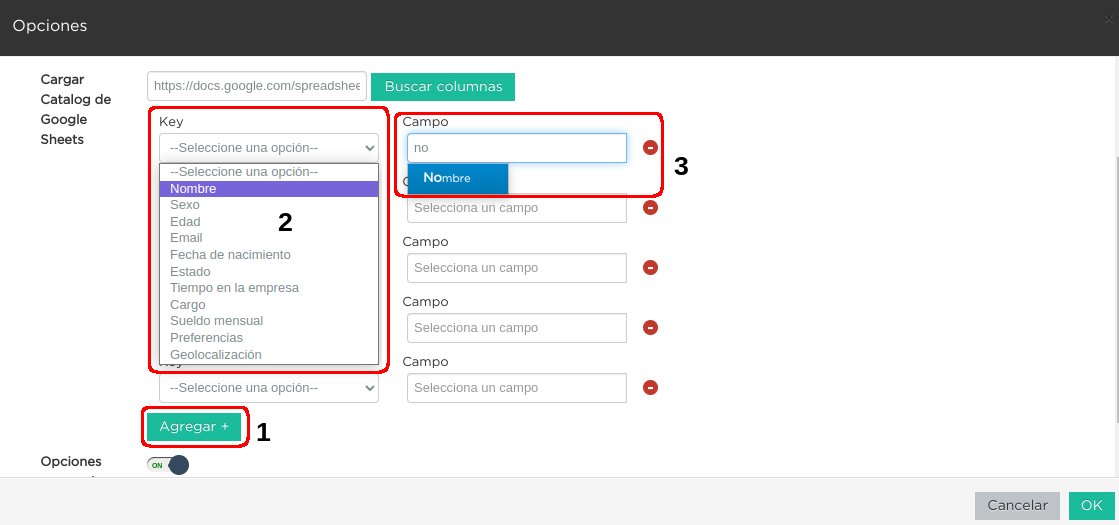 Opciones
Cargar
Catalog de
Google
Sheets
https://docs.google.com/spreadshee
Buscar columnas
Key
--Seleccione una opción--
--Seleccione una opción--
Nombre
Sexo
Edad
Email
Fecha de nacimiento
Estado
Tiempo en la empresa
Cargo
Sueldo mensual
Preferencias
Geolocalización
2
Campo
no
Nombre
3
Selecciona un campo
Campo
Selecciona un campo
Campo
Selecciona un campo
Key
Campo
--Seleccione una opción--
Selecciona un campo
Agregar +
1
Opciones
ON
Cancelar
OK